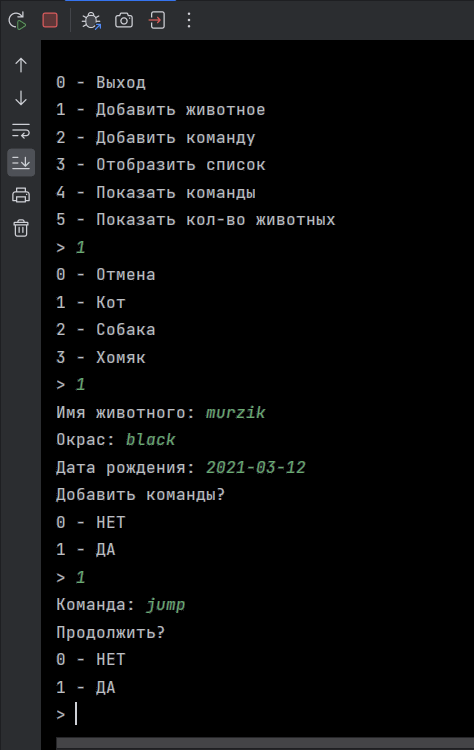 0 - Выход
1 - Добавить животное
2 - Добавить команду
3 - Отобразить список
4 - Показать команды
5 - Показать кол-во животных
> 1
0 - Отмена
1 - Кот
2 - Собака
3 - Хомяк
> 1
Имя животного: murzik
Окрас: black
Дата рождения: 2021-03-12
Добавить команды?
0 - НЕТ
1 - ДА
> 1
Команда: jump
Продолжить?
0 - НЕТ
1 - ДА
>